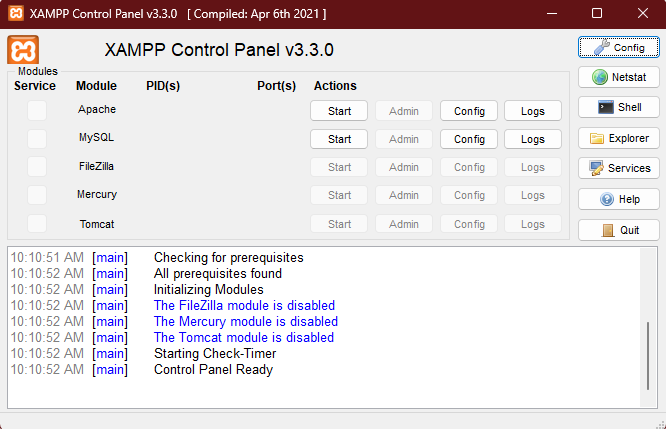 XAMPP Control Panel v3.3.0 [ Compiled: Apr 6th 2021 ]
XAMPP Control Panel v3.3.0
Config
Modules
Service Module PID(s) Port(s) Actions
Netstat
Apache Start Admin Config Logs
Shell
MySQL Start Admin Config Logs
Explorer
FileZilla Start Admin Config Logs
Services
Mercury Start Admin Config Logs
Help
Tomcat Start Admin Config Logs
Quit
10:10:51 AM [main] Checking for prerequisites
10:10:52 AM [main] All prerequisites found
10:10:52 AM [main] Initializing Modules
10:10:52 AM [main] The FileZilla module is disabled
10:10:52 AM [main] The Mercury module is disabled
10:10:52 AM [main] The Tomcat module is disabled
10:10:52 AM [main] Starting Check-Timer
10:10:52 AM [main] Control Panel Ready